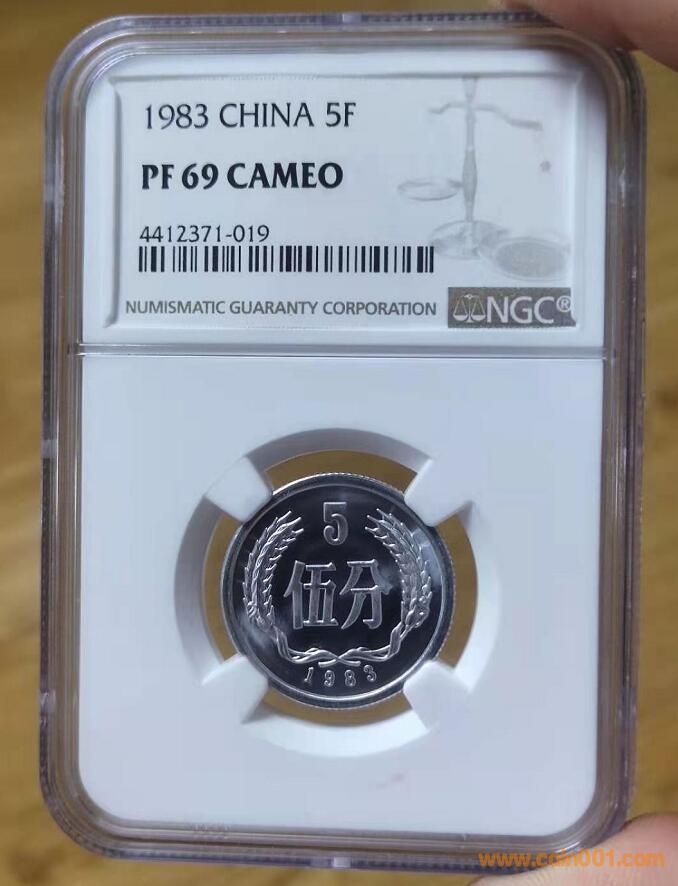 1983 CHINA 5F
PF 69 CAMEO
4412371-019
NUMISMATIC GUARANTY CORPORATION
NGC®
5
伍分
1983
www.coin001.com